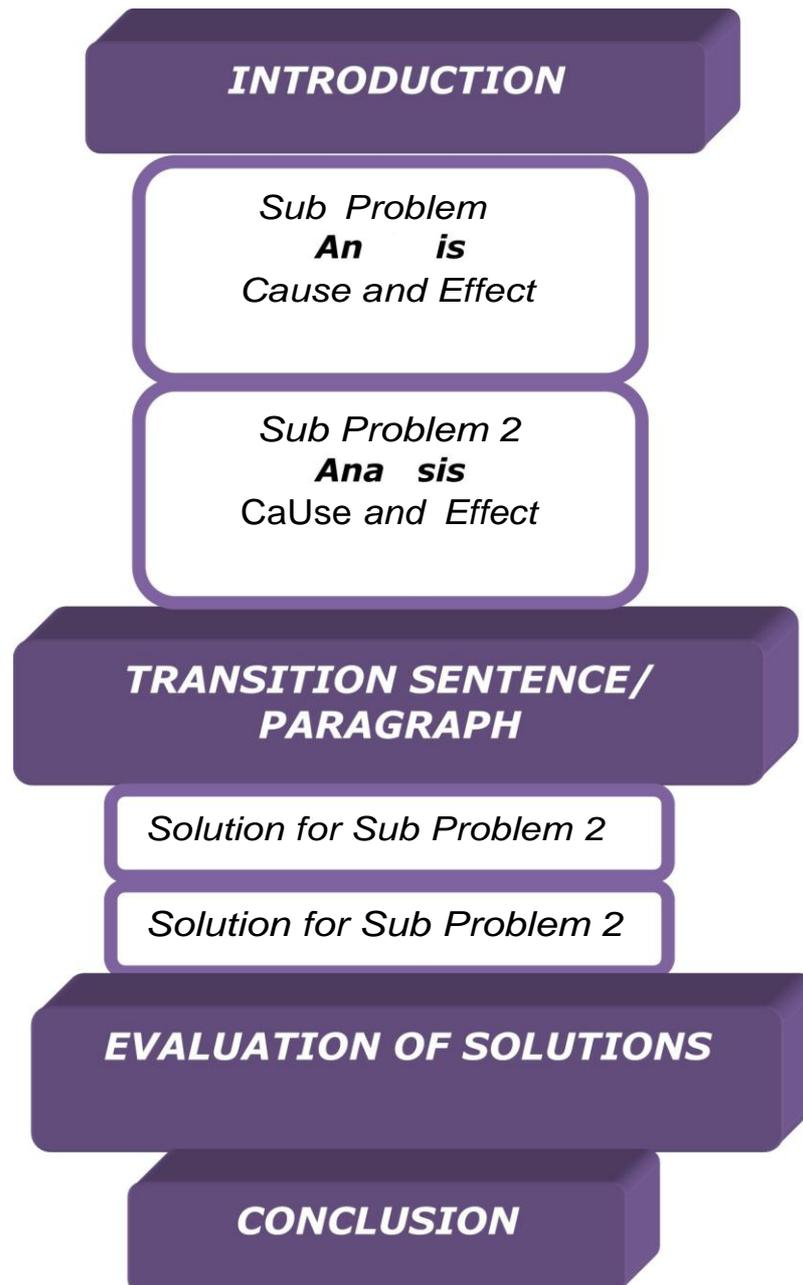 INTRODUCTION
Sub Problem
An is
Cause and Effect
Sub Problem 2
Ana sis
CaUse and Effect
TRANSITION SENTENCE/
PARAGRAPH
Solution for Sub Problem 2
Solution for Sub Problem 2
EVALUATION OF SOLUTIONS
CONCLUSION